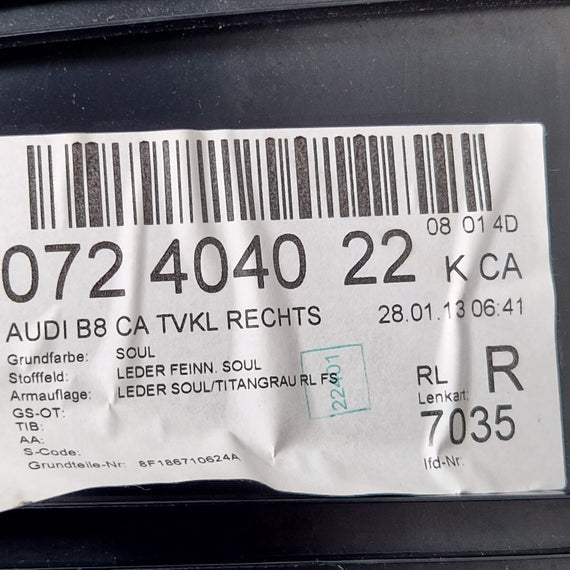 08 01 4D
072 4040 22 K CA
AUDI B8 CA TVKL RECHTS 28.01.13 06:41
Grundfarbe: SOUL
Stofffeld: LEDER FEINN. SOUL
Armauflage: LEDER SOUL/TITANGRAU RL FS
RL R
GS-OT:
Lenkart:
TIB:
7035
AA:
S-Code:
Grundteile-Nr: 8F186710624A
lfd-Nr:
22401